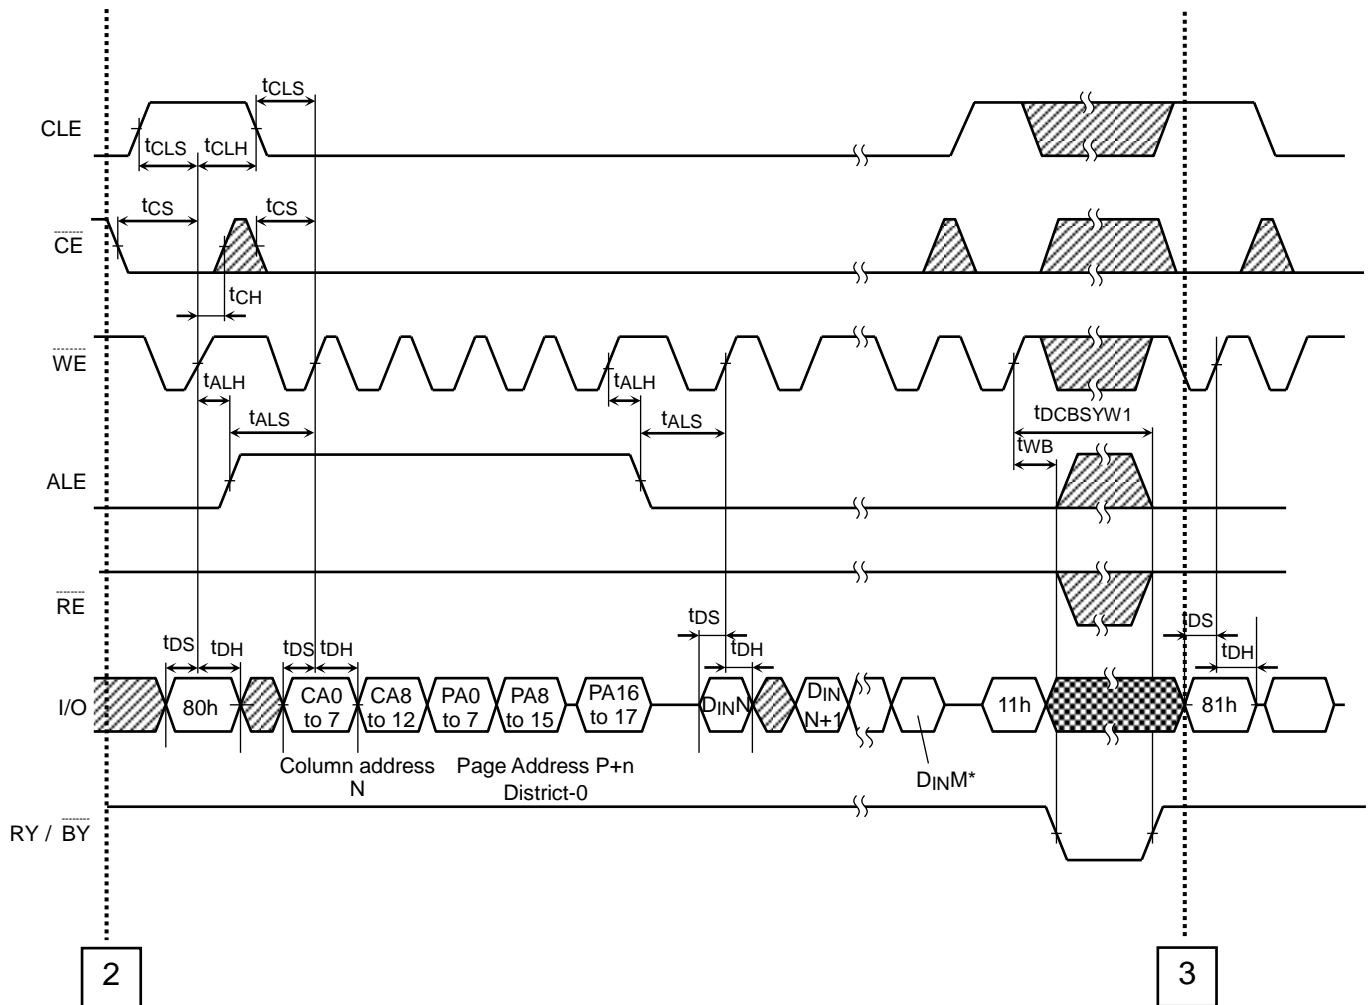 tCLS
CLE
tCLS
tCLH
tCS
tCS
CE
tCH
WE
tALH
tALH
tDCBSYW1
tALS
tALS
tWB
ALE
RE
tDS
DS
tDS
tDH
tDS
tDH
tDH
tDH
I/O
80h
CA0 to 7
CA8 to 12
PA0 to 7
PA8 to 15
PA16 to 17
DINN
DIN N+1
11h
81h
Column address N
Page Address P+n
District-0
DINM*
RY / BY
2
3